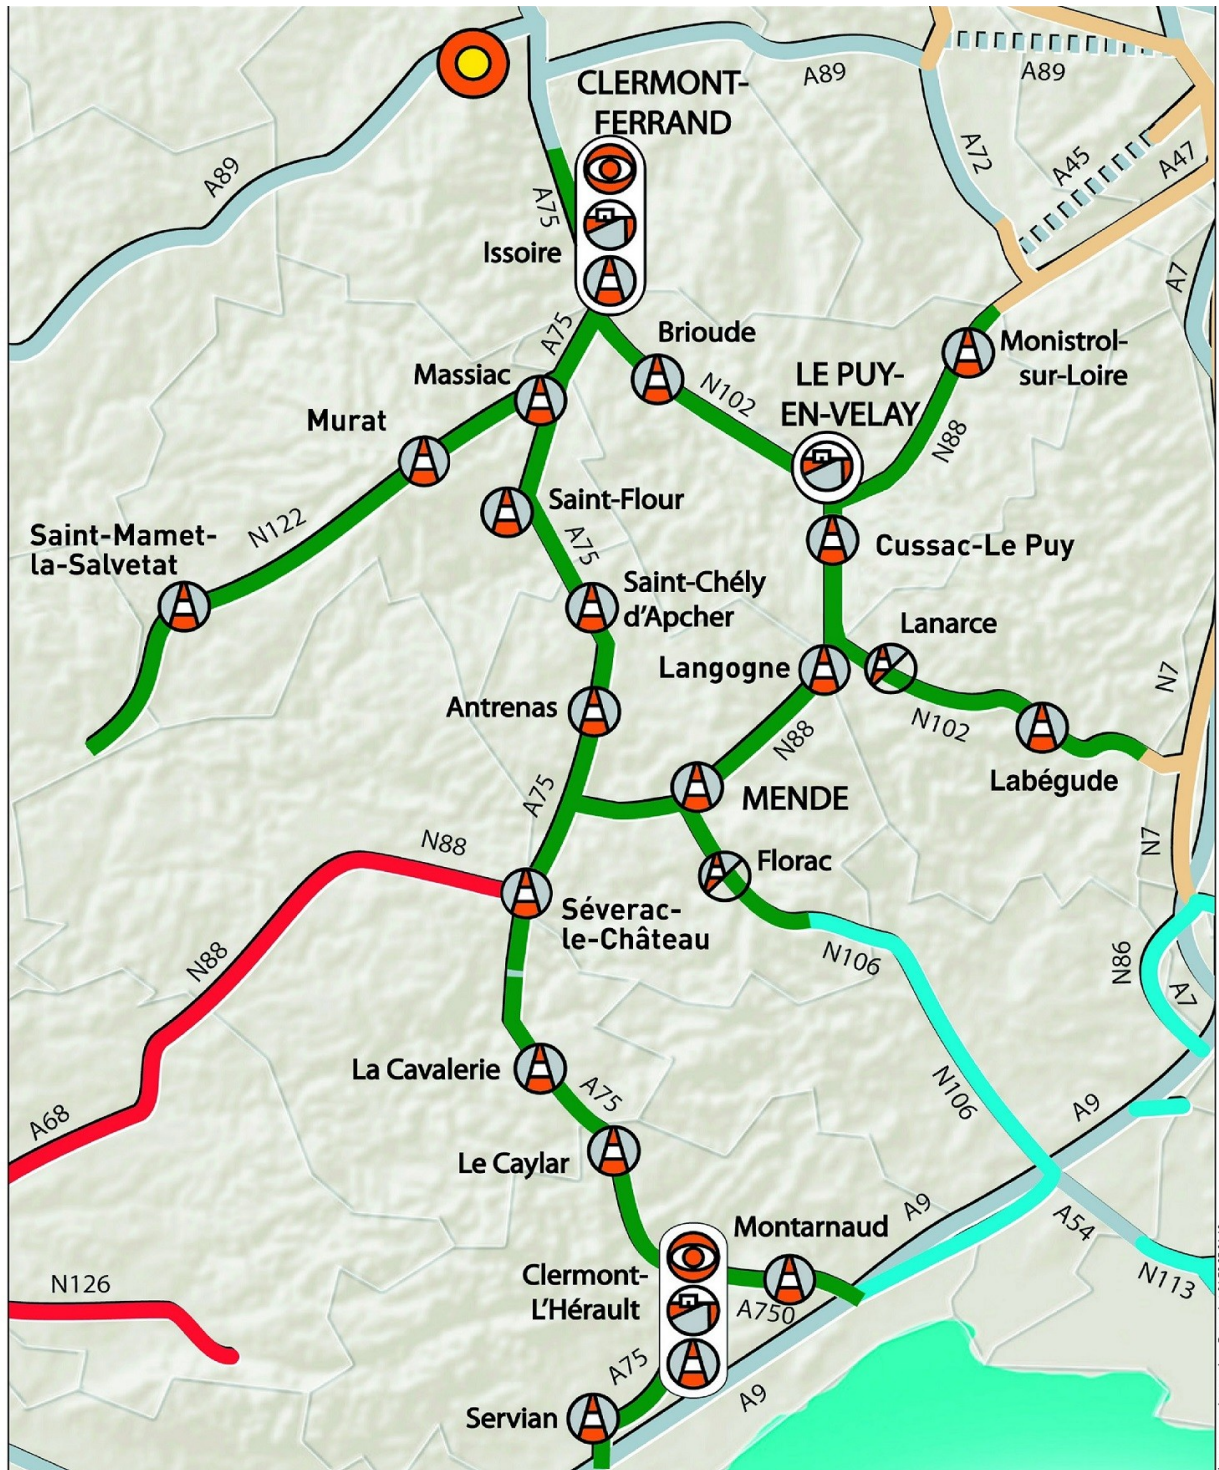 A89
A89
CLERMONT-
FERRAND
A89
A72
A45
A47
A75
Issoire
A7
A75
Brioude
Monistrol-
sur-Loire
Massiac
N102
LE PUY-
EN-VELAY
Murat
N88
Saint-Flour
N122
A75
Saint-Mamet-
la-Salvetat
Cussac-Le Puy
Saint-Chély
d'Apcher
Lanarce
Langogne
N7
Antrenas
N102
N88
A75
Labégude
MENDE
N88
N7
Florac
Séverac-
le-Château
N88
N106
N86
A7
La Cavalerie
A75
N106
A9
A68
Le Caylar
A9
Montarnaud
A54
N126
Clermont-
L'Hérault
N113
A750
A75
A9
Servian